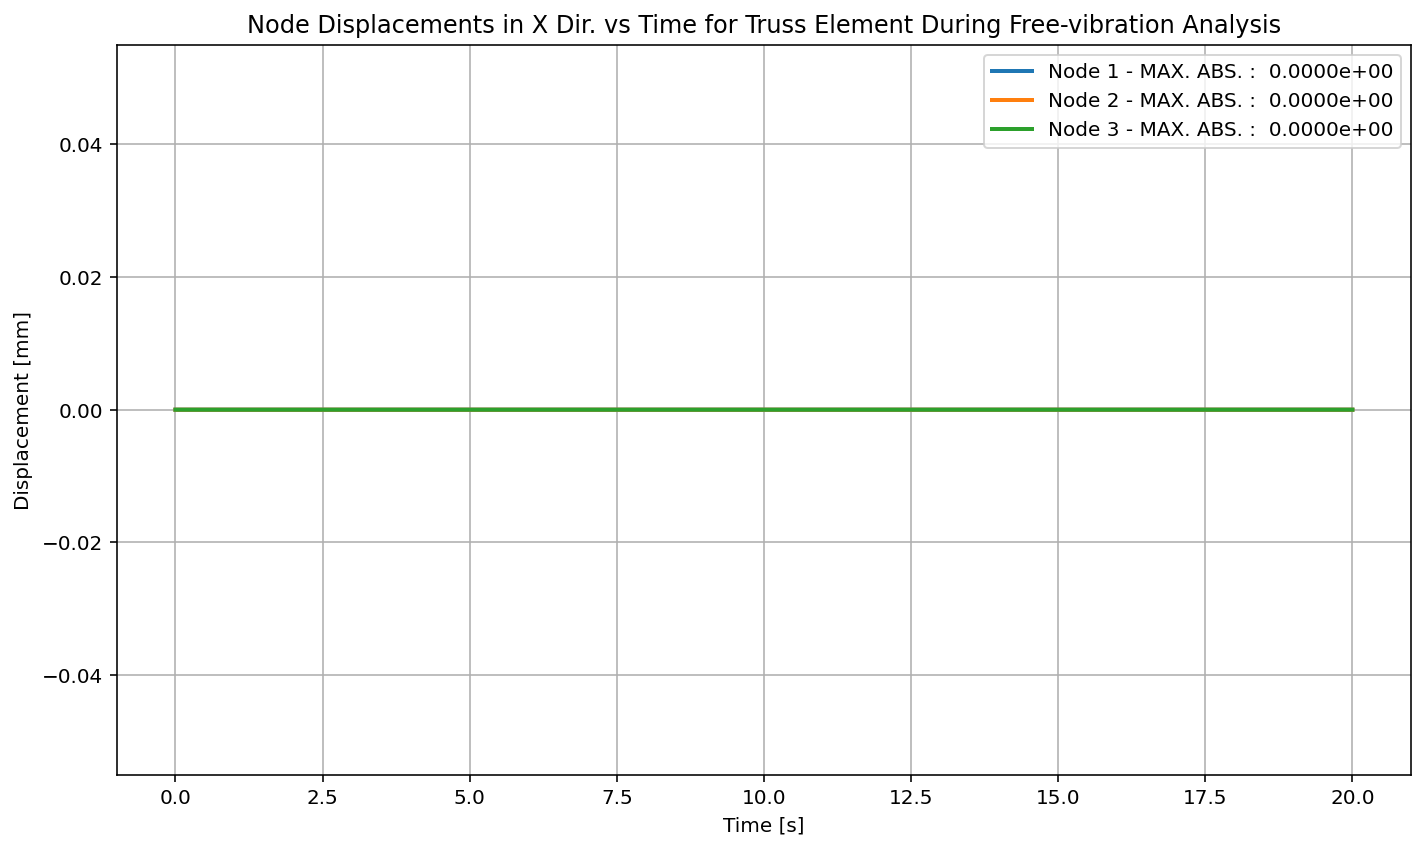 Node Displacements in X Dir. vs Time for Truss Element During Free-vibration Analysis
Node 1 - MAX. ABS. :  0.0000e+00
Node 2 - MAX. ABS. :  0.0000e+00
Node 3 - MAX. ABS. :  0.0000e+00
0.04
0.02
0.00
−0.02
−0.04
Displacement [mm]
0.0 2.5 5.0 7.5 10.0 12.5 15.0 17.5 20.0
Time [s]